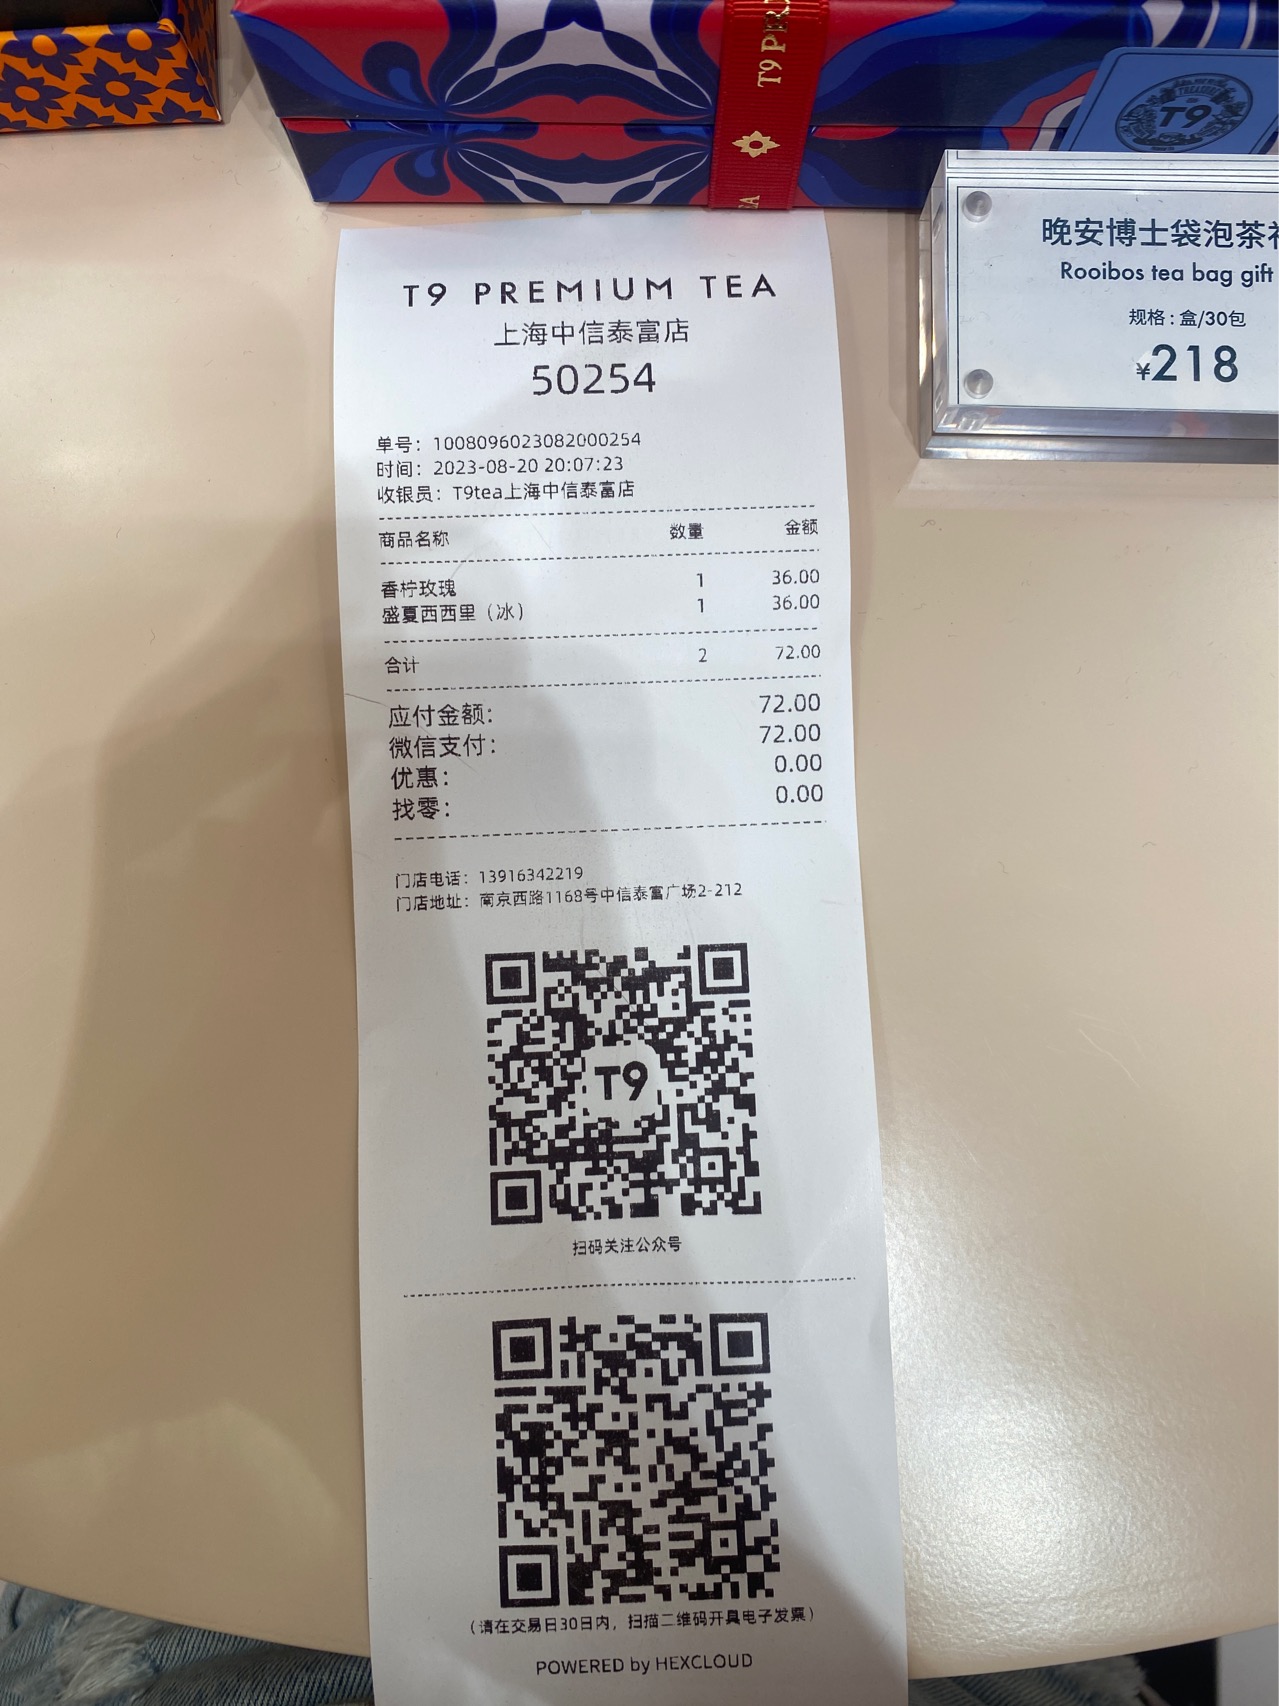 T9 PRE
EA
TREASURY
T9
晚安博士袋泡茶礼
Rooibos tea bag gift
规格：盒/30包
¥218
T9 PREMIUM TEA
上海中信泰富店
50254
单号：1008096023082000254
时间：2023-08-20 20:07:23
收银员：T9tea上海中信泰富店
商品名称 数量 金额
香柠玫瑰 1 36.00
盛夏西西里（冰） 1 36.00
合计 2 72.00
应付金额： 72.00
微信支付： 72.00
优惠： 0.00
找零： 0.00
门店电话：13916342219
门店地址：南京西路1168号中信泰富广场2-212
T9
扫码关注公众号
（请在交易日30日内，扫描二维码开具电子发票）
POWERED by HEXCLOUD